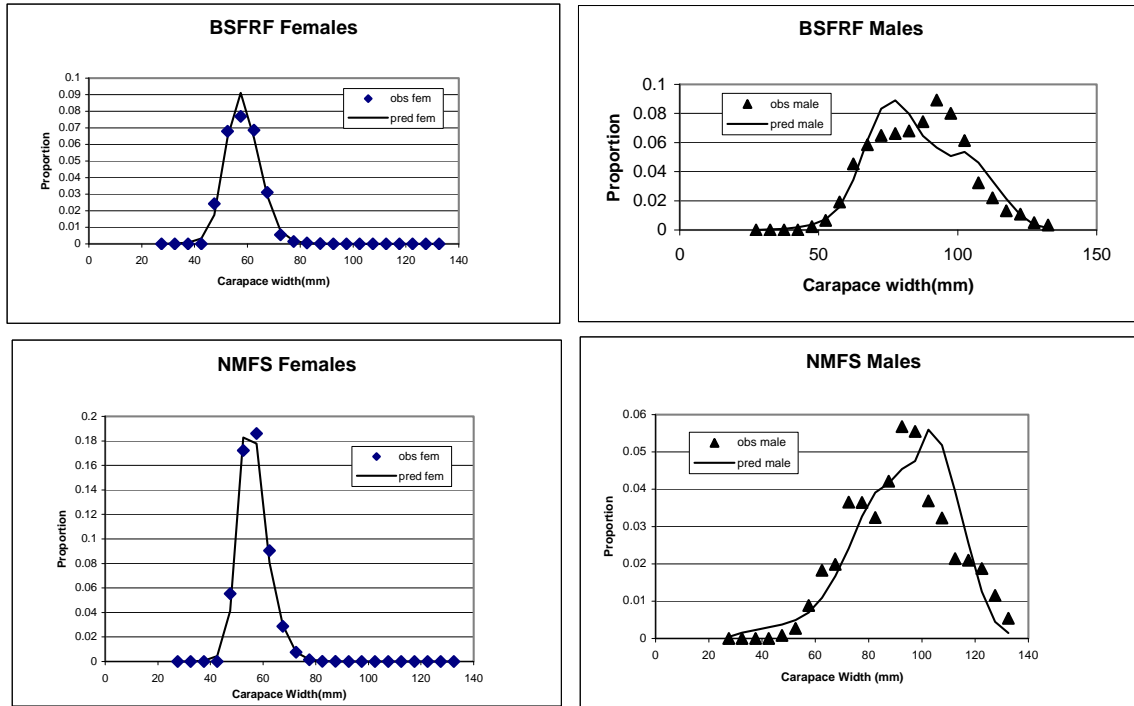 BSFRF Females
0.1
0.09
0.08
0.07
0.06
0.05
0.04
0.03
0.02
0.01
0
Proportion
obs fem
pred fem
0 20 40 60 80 100 120 140
Carapace width(mm)
BSFRF Males
0.1
0.08
0.06
0.04
0.02
0
Proportion
obs male
pred male
0 50 100 150
Carapace width(mm)
NMFS Females
0.2
0.18
0.16
0.14
0.12
0.1
0.08
0.06
0.04
0.02
0
Proportion
obs fem
pred fem
0 20 40 60 80 100 120 140
Carapace Width(mm)
NMFS Males
0.06
0.05
0.04
0.03
0.02
0.01
0
Proportion
obs male
pred male
0 20 40 60 80 100 120 140
Carapace Width (mm)